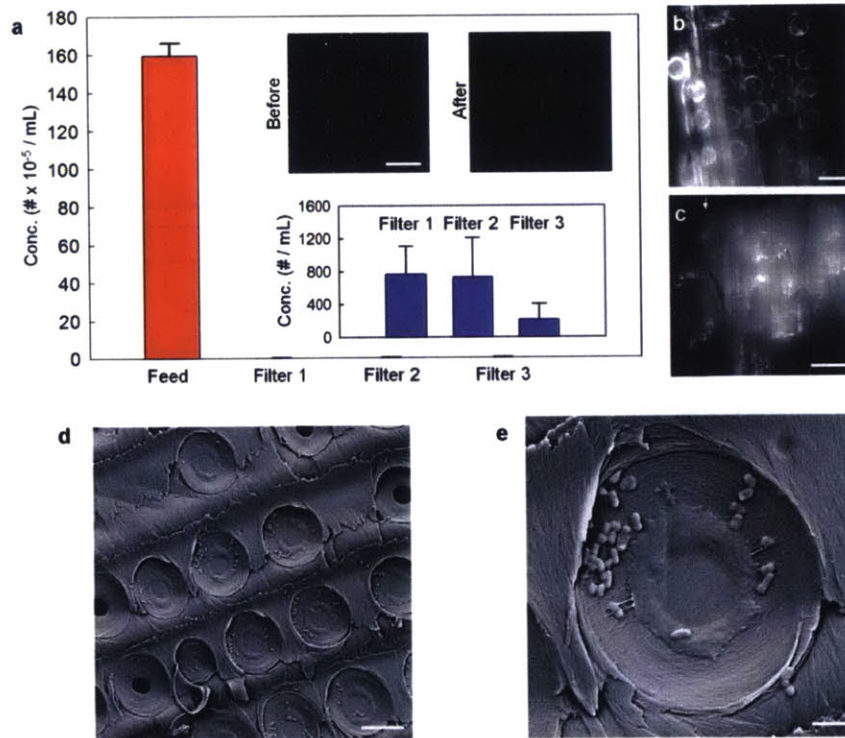 a
Conc. (# x 10⁻⁵ / mL)
180
160
140
120
100
80
60
40
20
0
Feed
Filter 1
Filter 2
Filter 3
Before
After
Conc. (# / mL)
1600
1200
800
400
0
Filter 1 Filter 2 Filter 3
b
c
d
e